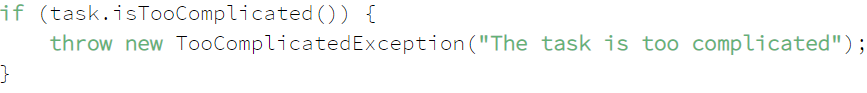 if (task.isTooComplicated()) {
    throw new TooComplicatedException("The task is too complicated");
}